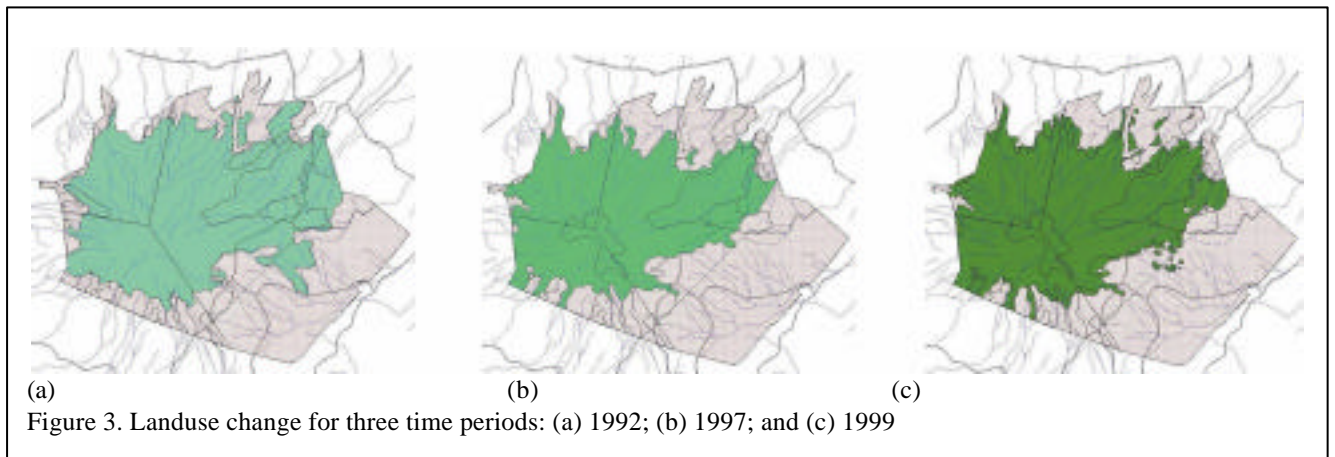 (a) (b) (c)
Figure 3. Landuse change for three time periods: (a) 1992; (b) 1997; and (c) 1999